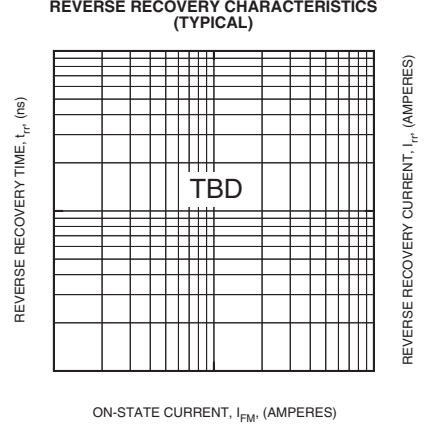 REVERSE RECOVERY CHARACTERISTICS
(TYPICAL)
REVERSE RECOVERY TIME, trr, (ns)
TBD
REVERSE RECOVERY CURRENT, Irr, (AMPERES)
ON-STATE CURRENT, IFM, (AMPERES)